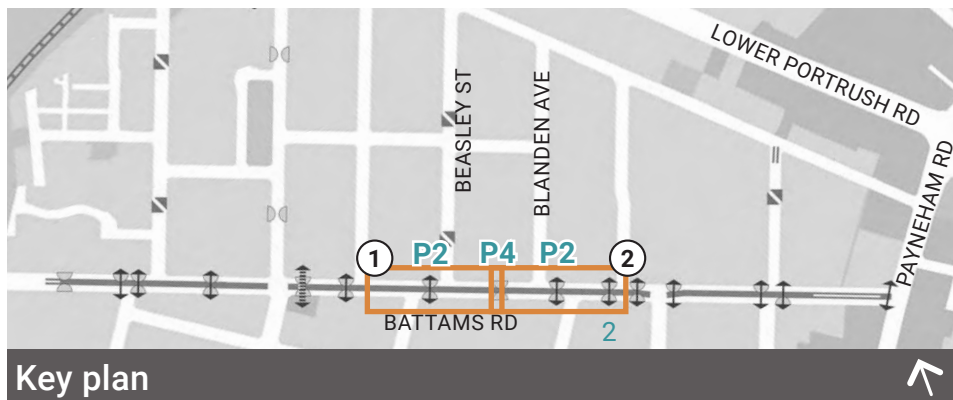 LOWER PORTRUSH RD
BEASLEY ST
BLANDEN AVE
PAYNEHAM RD
1
P2
P4
P2
2
BATTAMS RD
2
Key plan